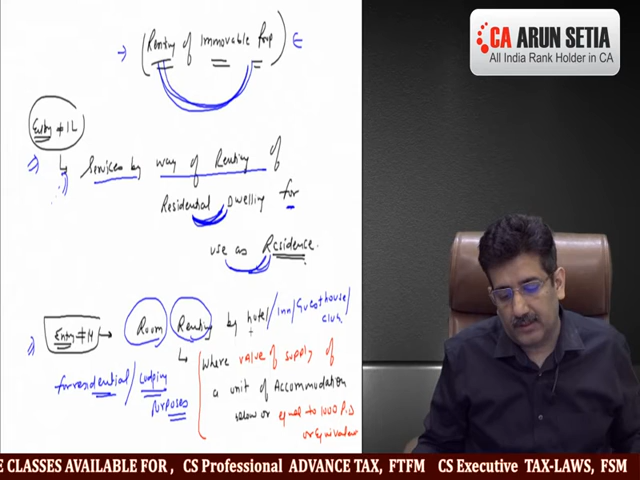 ⇒ (Renting of Immovable Prop)
CA ARUN SETIA
All India Rank Holder in CA
Entry # 12
Services by way of Renting of
Residential Dwelling for
use as Residence.
Entry # 14 → Room Renting by hotel/Inn/Guesthouse/
club.
for residential / Lodging
purposes
Where value of supply of
a unit of Accommodation
below or equal to 1000 P.D
or Equivalent
E CLASSES AVAILABLE FOR , CS Professional ADVANCE TAX, FTFM CS Executive TAX-LAWS, FSM